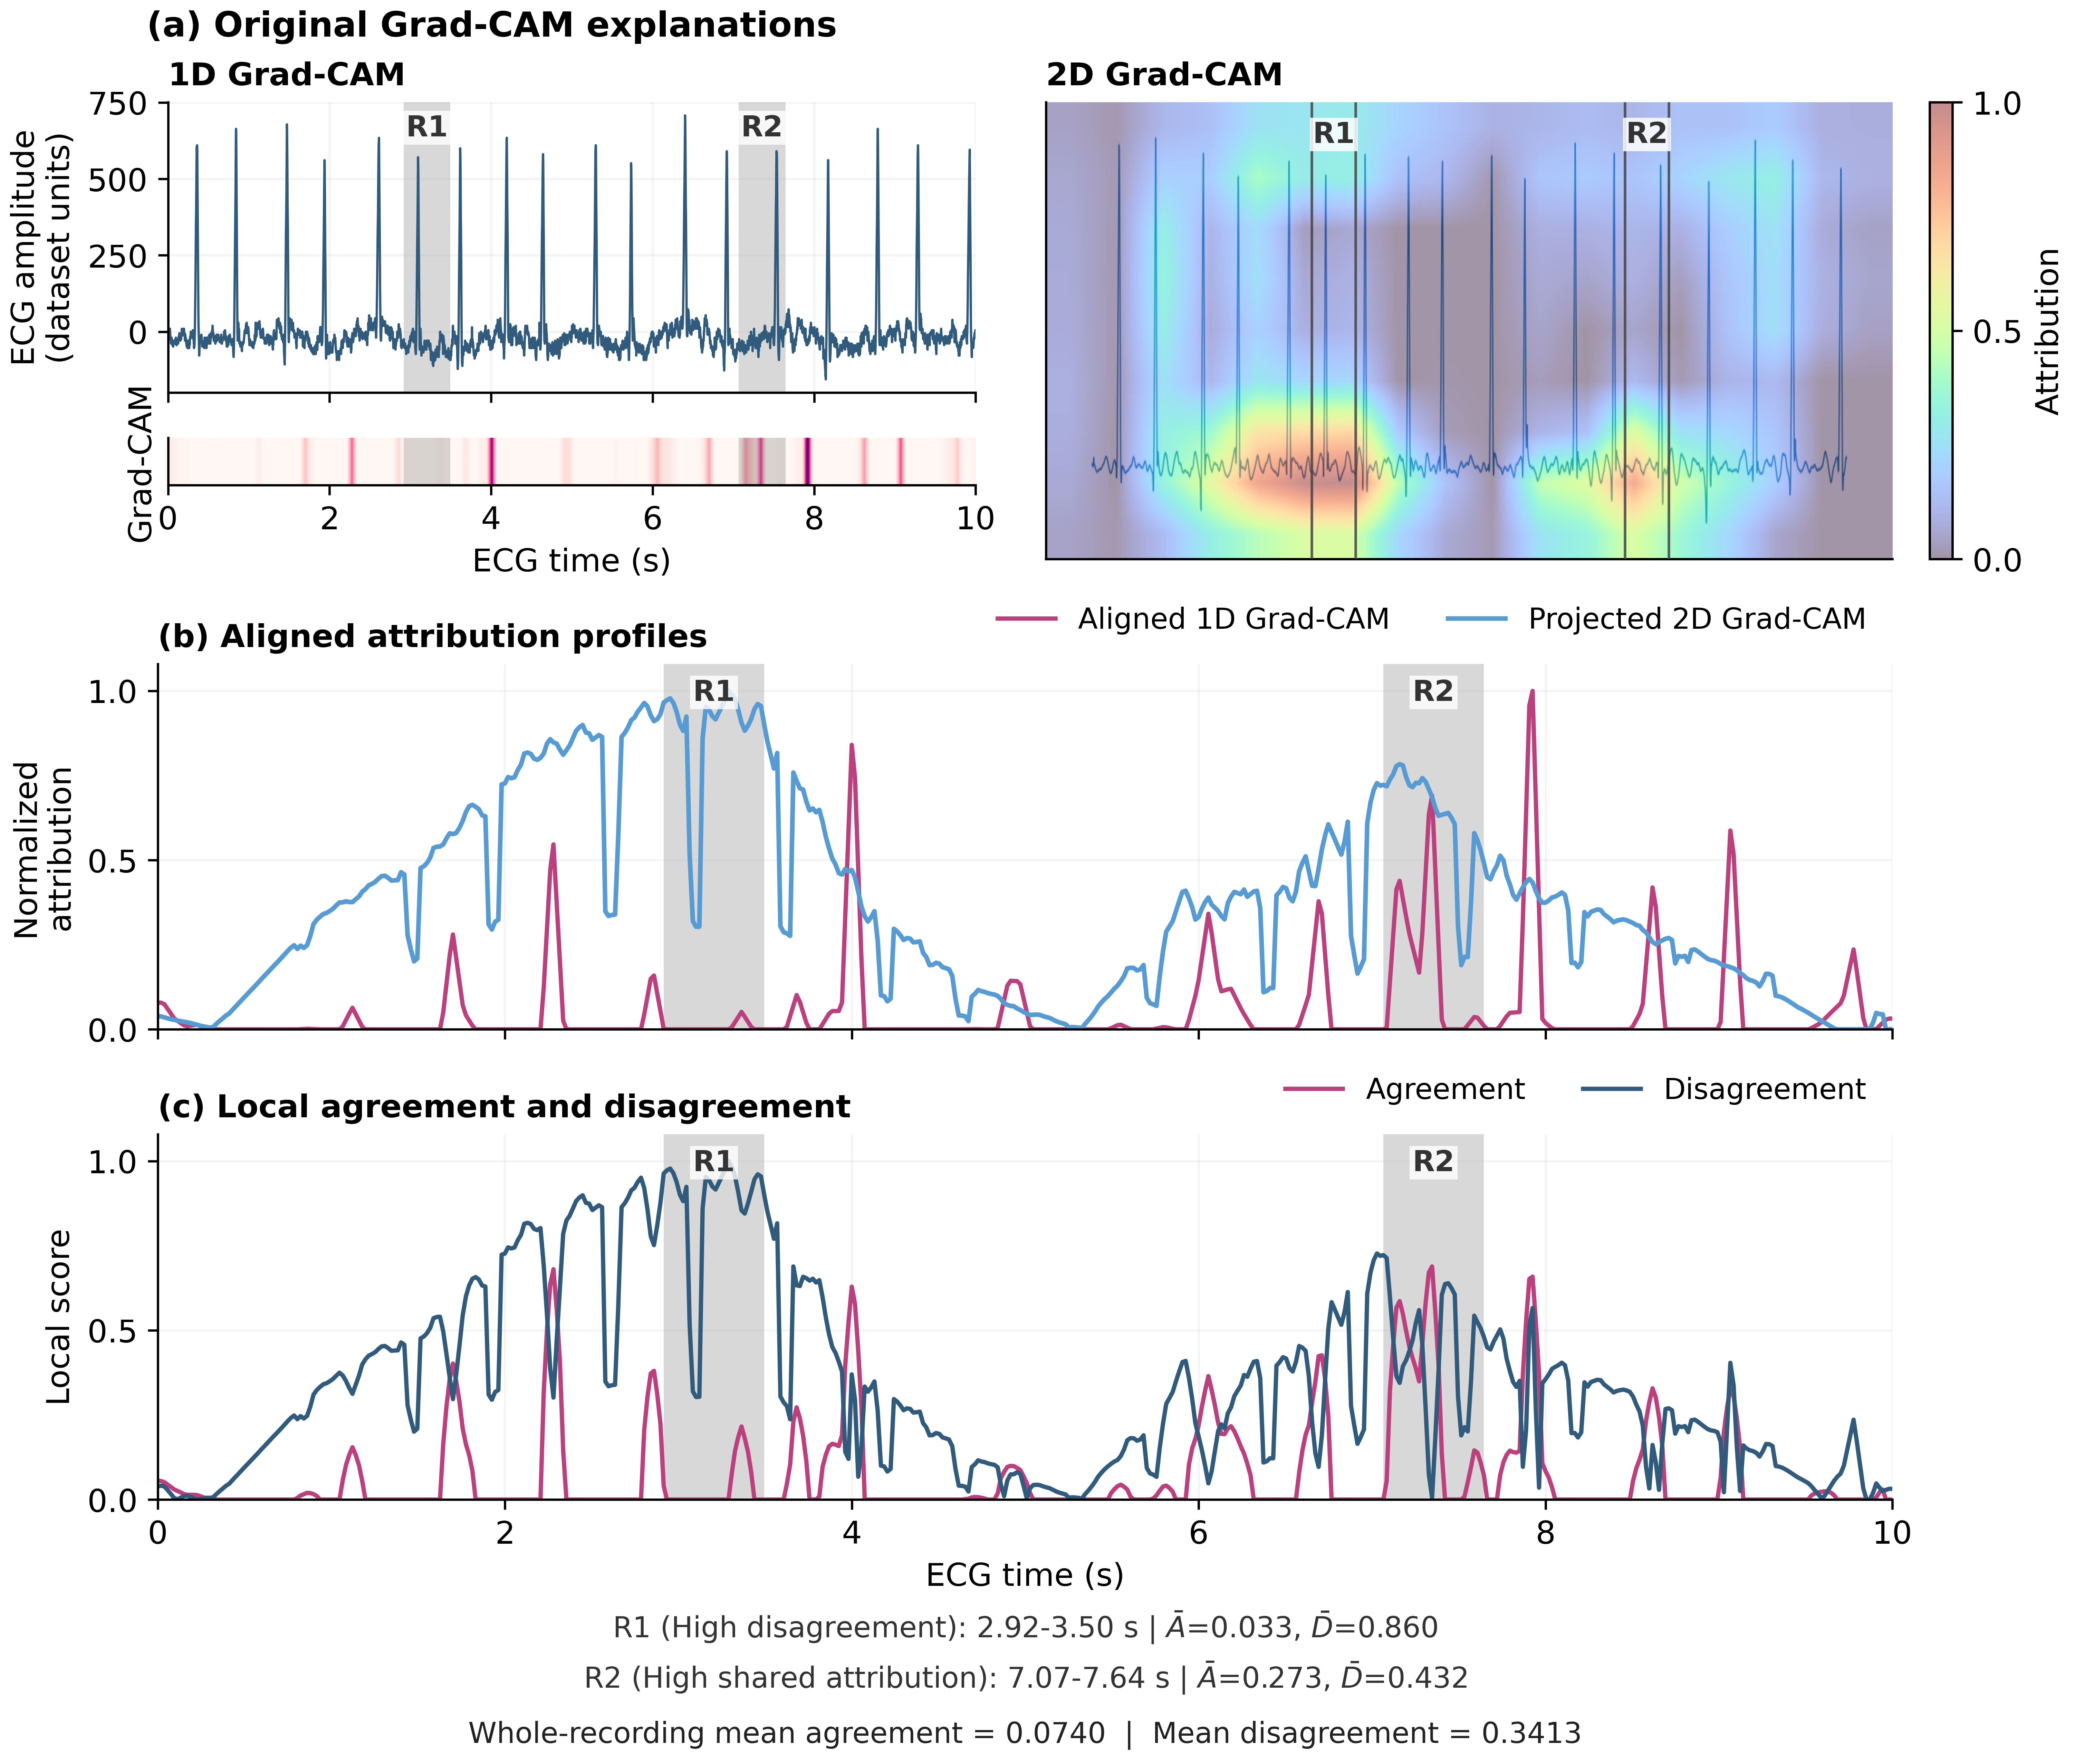 (a) Original Grad-CAM explanations
1D Grad-CAM
2D Grad-CAM
ECG amplitude
(dataset units)
750
500
250
0
R1
R2
Grad-CAM
0
2
4
6
8
10
ECG time (s)
R1
R2
1.0
0.5
0.0
Attribution
Aligned 1D Grad-CAM
Projected 2D Grad-CAM
(b) Aligned attribution profiles
Normalized
attribution
1.0
0.5
0.0
R1
R2
Agreement
Disagreement
(c) Local agreement and disagreement
Local score
1.0
0.5
0.0
R1
R2
0
2
4
6
8
10
ECG time (s)
R1 (High disagreement): 2.92-3.50 s | Ā=0.033, D̄=0.860
R2 (High shared attribution): 7.07-7.64 s | Ā=0.273, D̄=0.432
Whole-recording mean agreement = 0.0740 | Mean disagreement = 0.3413